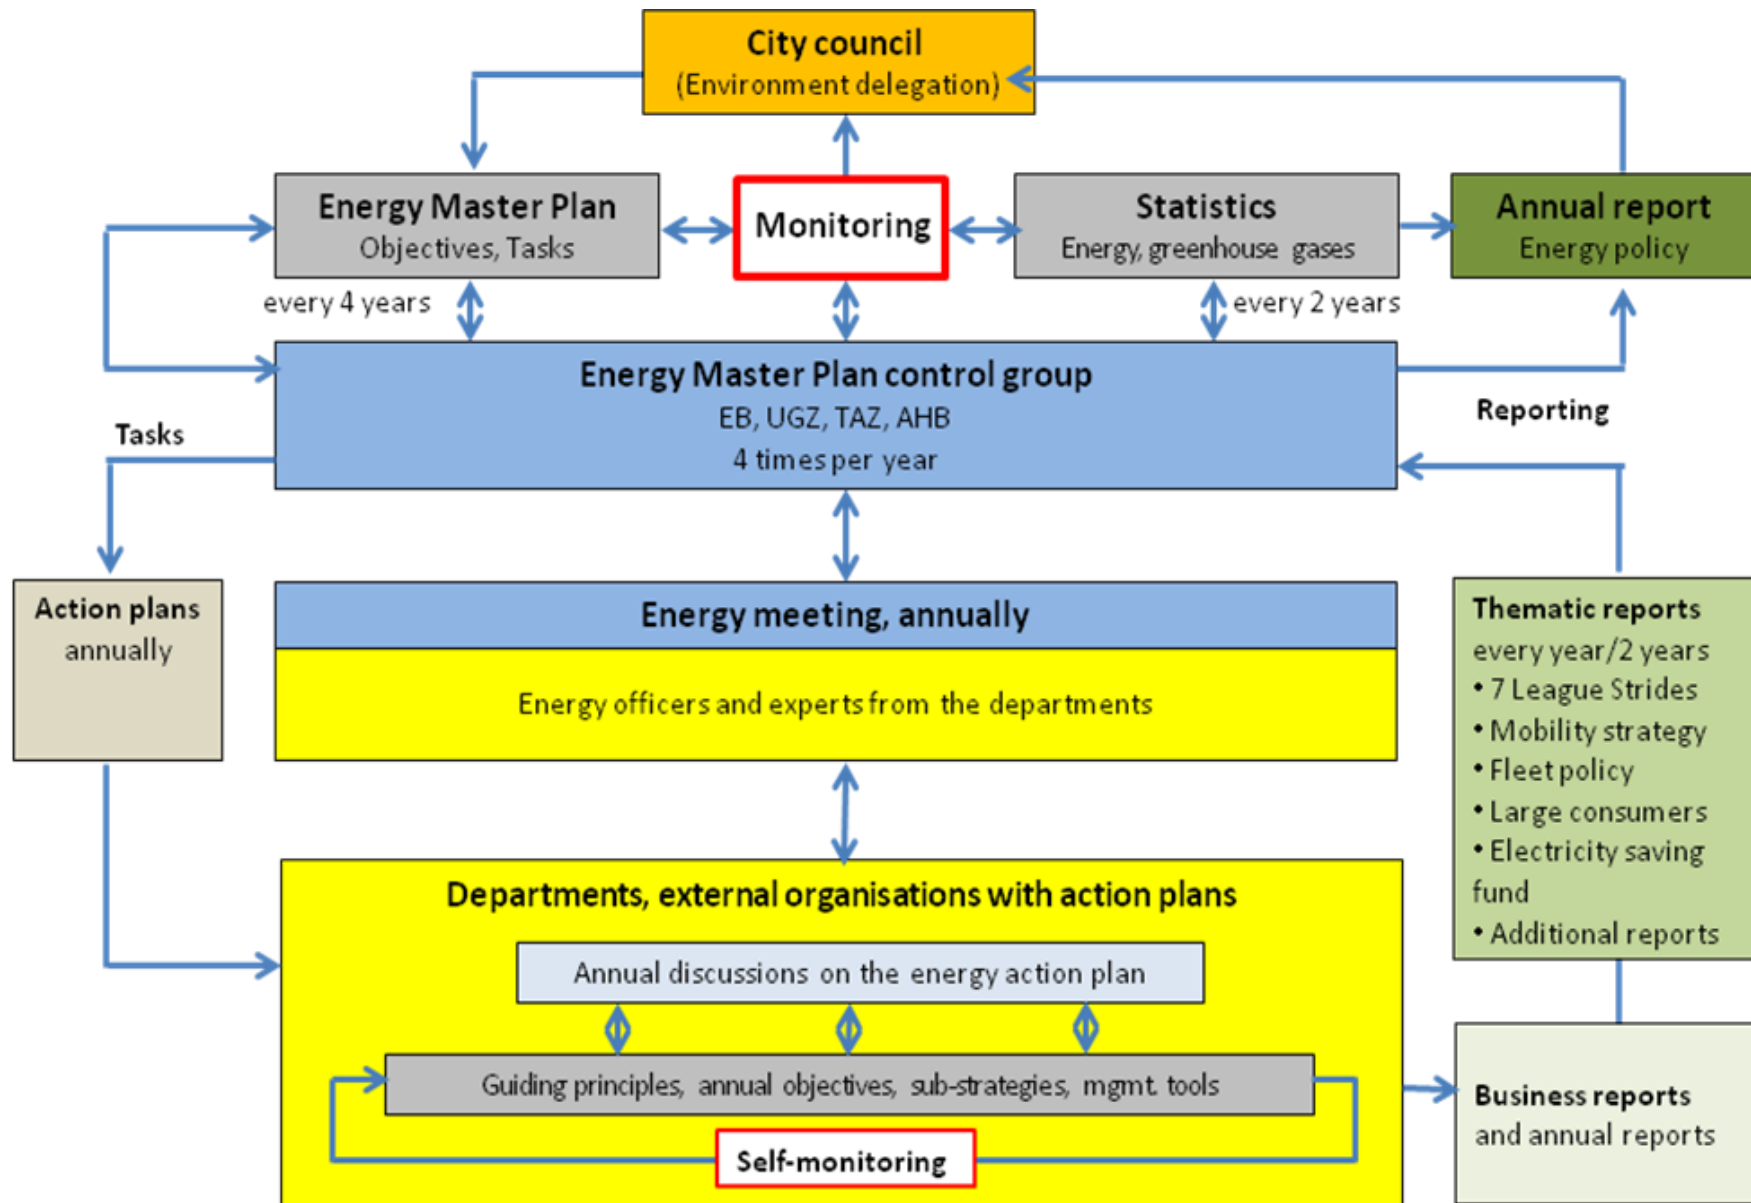 City council
(Environment delegation)
Energy Master Plan
Objectives, Tasks
Monitoring
Statistics
Energy, greenhouse gases
Annual report
Energy policy
every 4 years
every 2 years
Energy Master Plan control group
EB, UGZ, TAZ, AHB
4 times per year
Tasks
Reporting
Action plans
annually
Energy meeting, annually
Energy officers and experts from the departments
Thematic reports
every year/2 years
• 7 League Strides
• Mobility strategy
• Fleet policy
• Large consumers
• Electricity saving
fund
• Additional reports
Departments, external organisations with action plans
Annual discussions on the energy action plan
Guiding principles, annual objectives, sub-strategies, mgmt. tools
Self-monitoring
Business reports
and annual reports